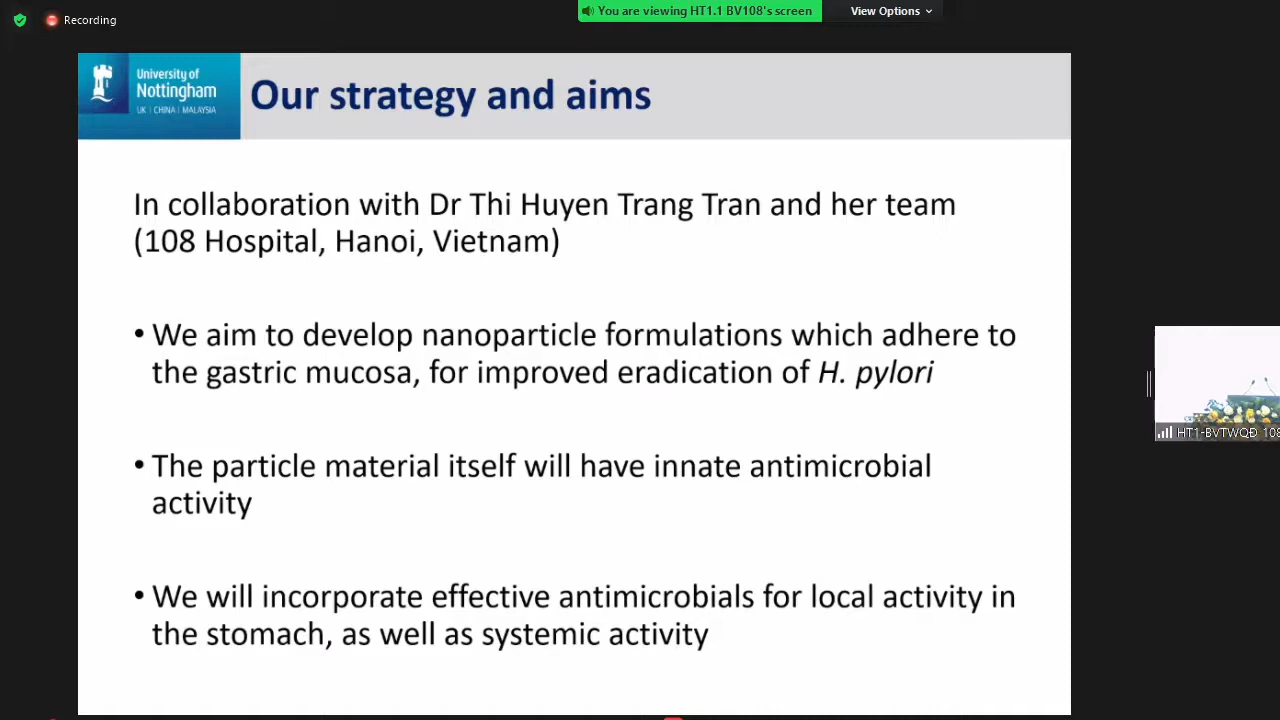 Recording
You are viewing HT1.1 BV108's screen
View Options
University of
Nottingham
UK | CHINA | MALAYSIA
Our strategy and aims
In collaboration with Dr Thi Huyen Trang Tran and her team
(108 Hospital, Hanoi, Vietnam)
• We aim to develop nanoparticle formulations which adhere to
the gastric mucosa, for improved eradication of H. pylori
• The particle material itself will have innate antimicrobial
activity
• We will incorporate effective antimicrobials for local activity in
the stomach, as well as systemic activity
HT1-BVTWQĐ 108